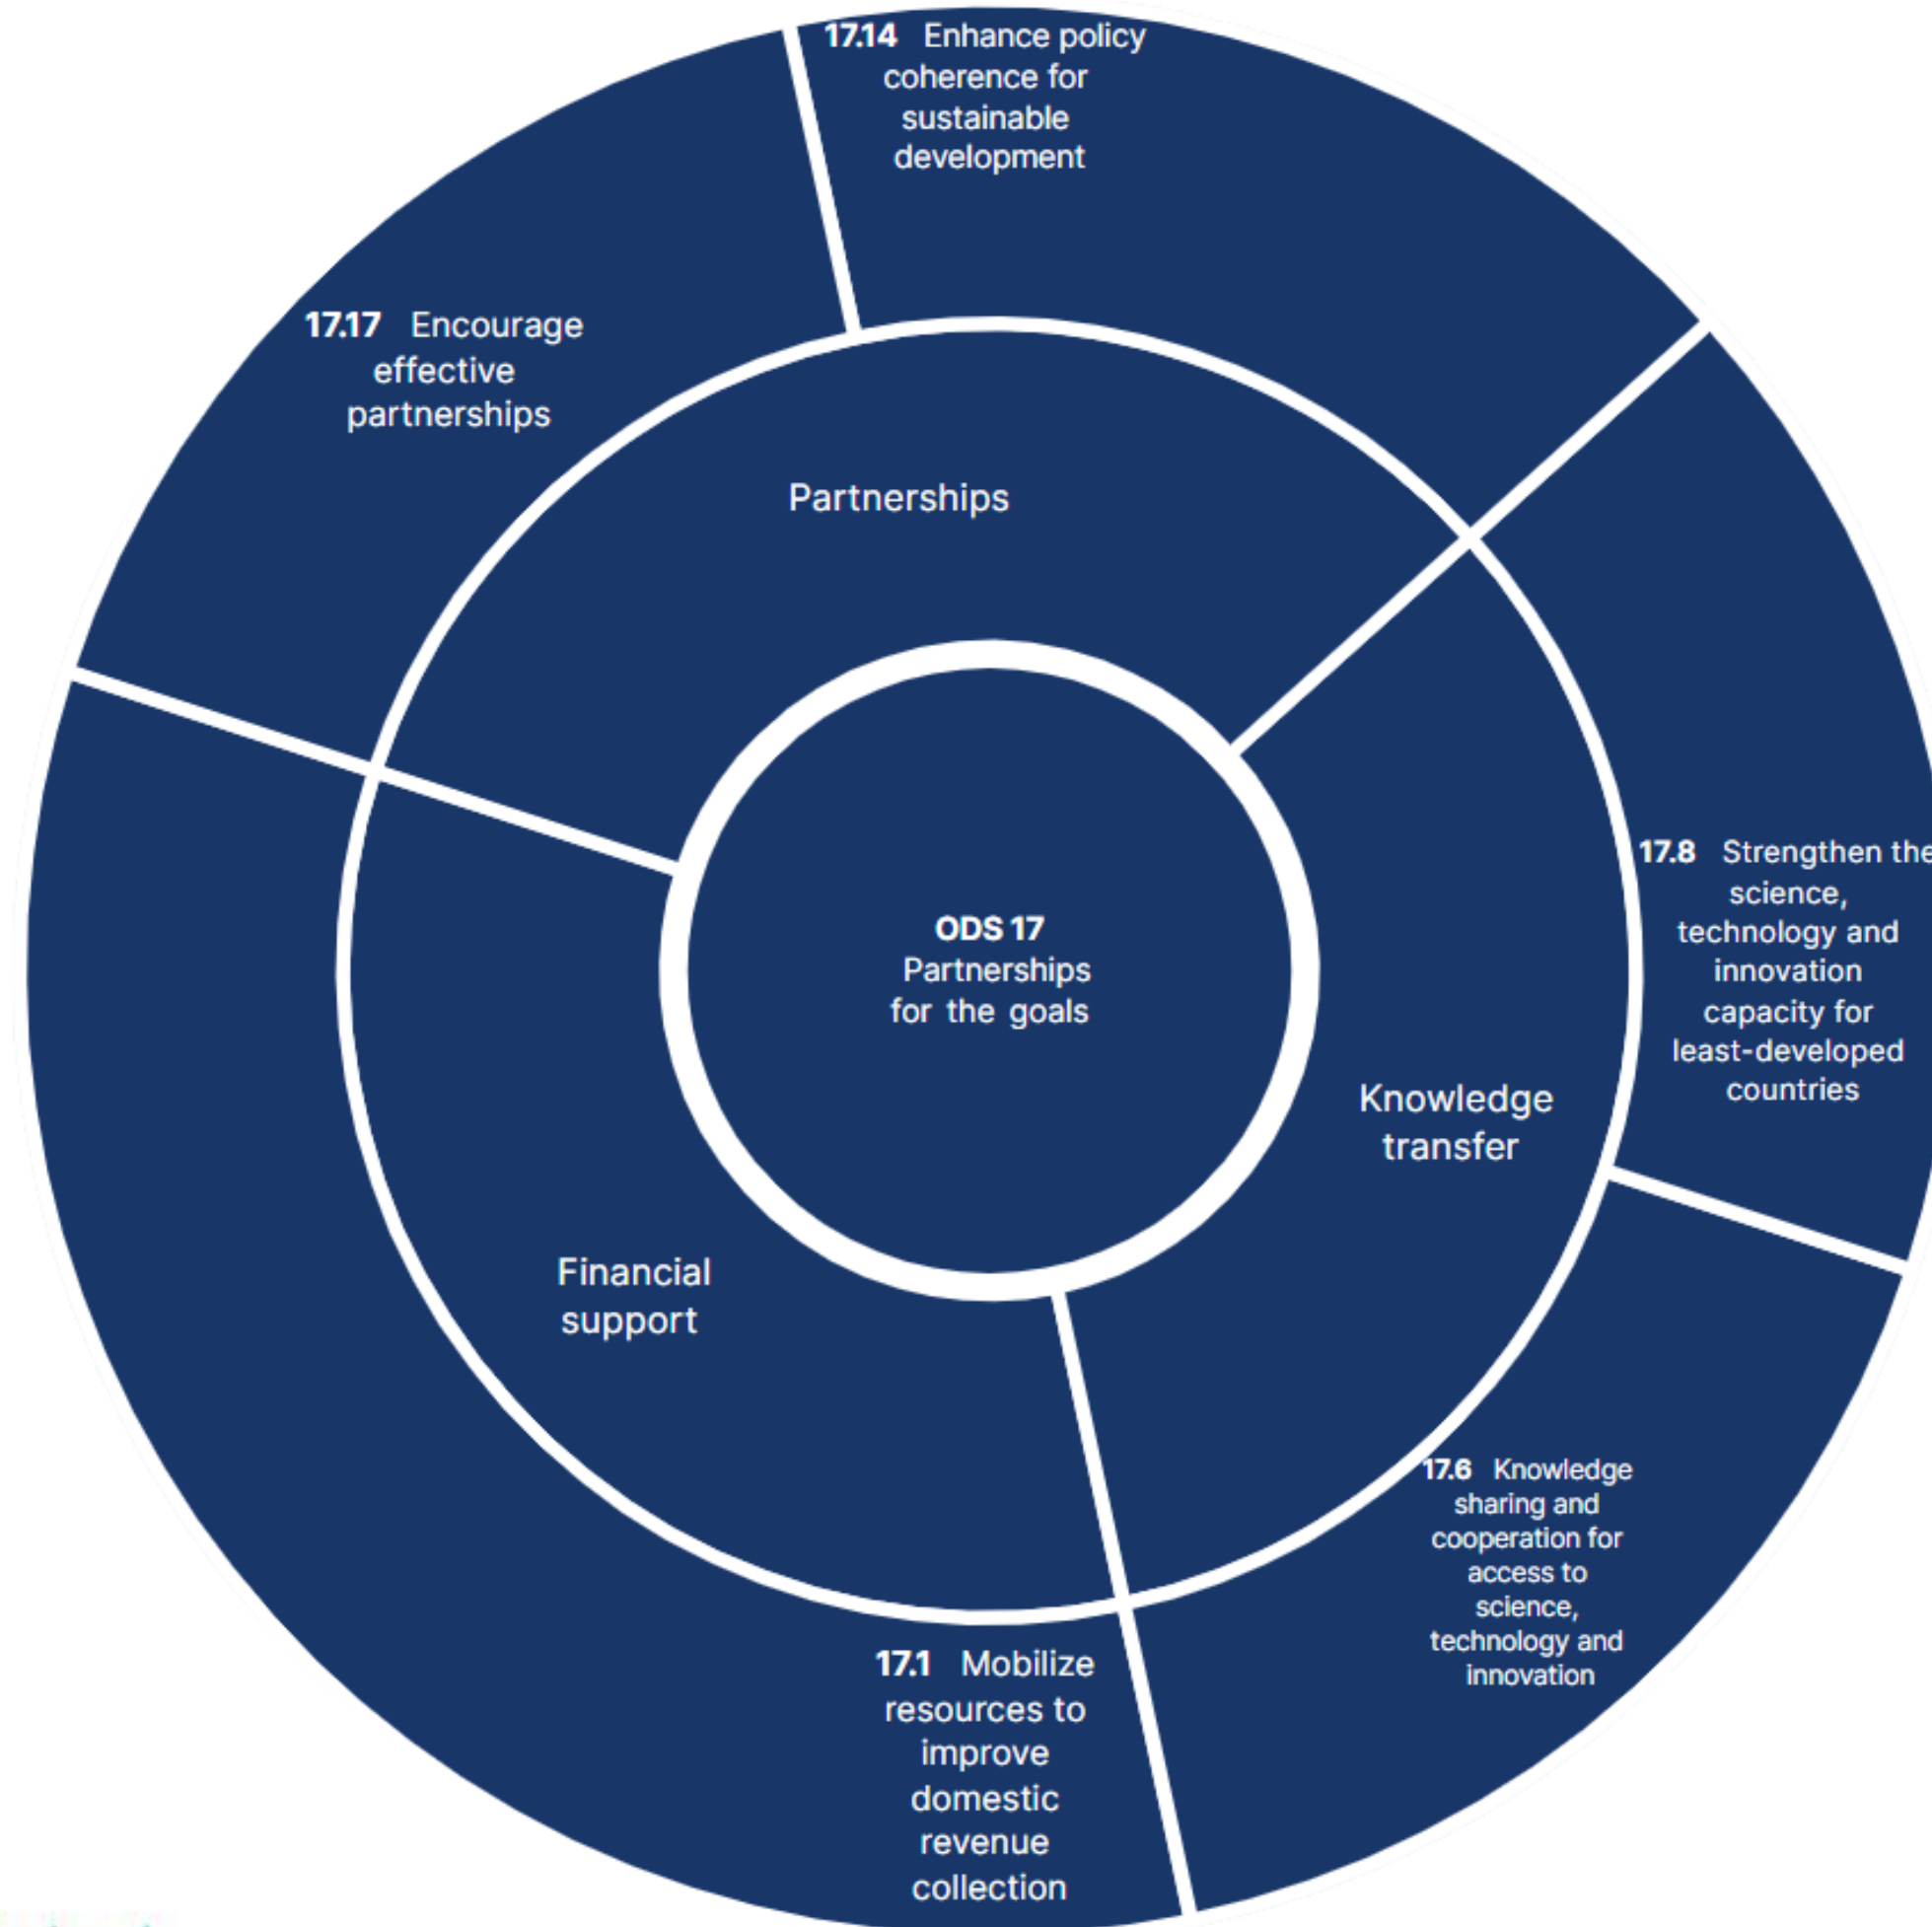 17.14 Enhance policy
coherence for
sustainable
development
17.17 Encourage
effective
partnerships
Partnerships
17.8 Strengthen the
science,
technology and
innovation
capacity for
least-developed
countries
ODS 17
Partnerships
for the goals
Knowledge
transfer
Financial
support
17.6 Knowledge
sharing and
cooperation for
access to
science,
technology and
innovation
17.1 Mobilize
resources to
improve
domestic
revenue
collection